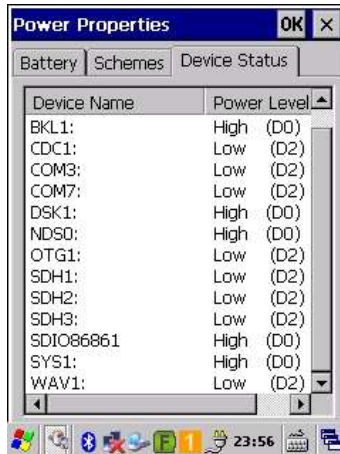 Power Properties OK ×
Battery Schemes Device Status
Device Name Power Level
BKL1: High (D0)
CDC1: Low (D2)
COM3: Low (D2)
COM7: Low (D2)
DSK1: High (D0)
NDS0: High (D0)
OTG1: Low (D2)
SDH1: Low (D2)
SDH2: Low (D2)
SDH3: Low (D2)
SDIO86861 High (D0)
SYS1: High (D0)
WAV1: Low (D2)
F 1 23:56